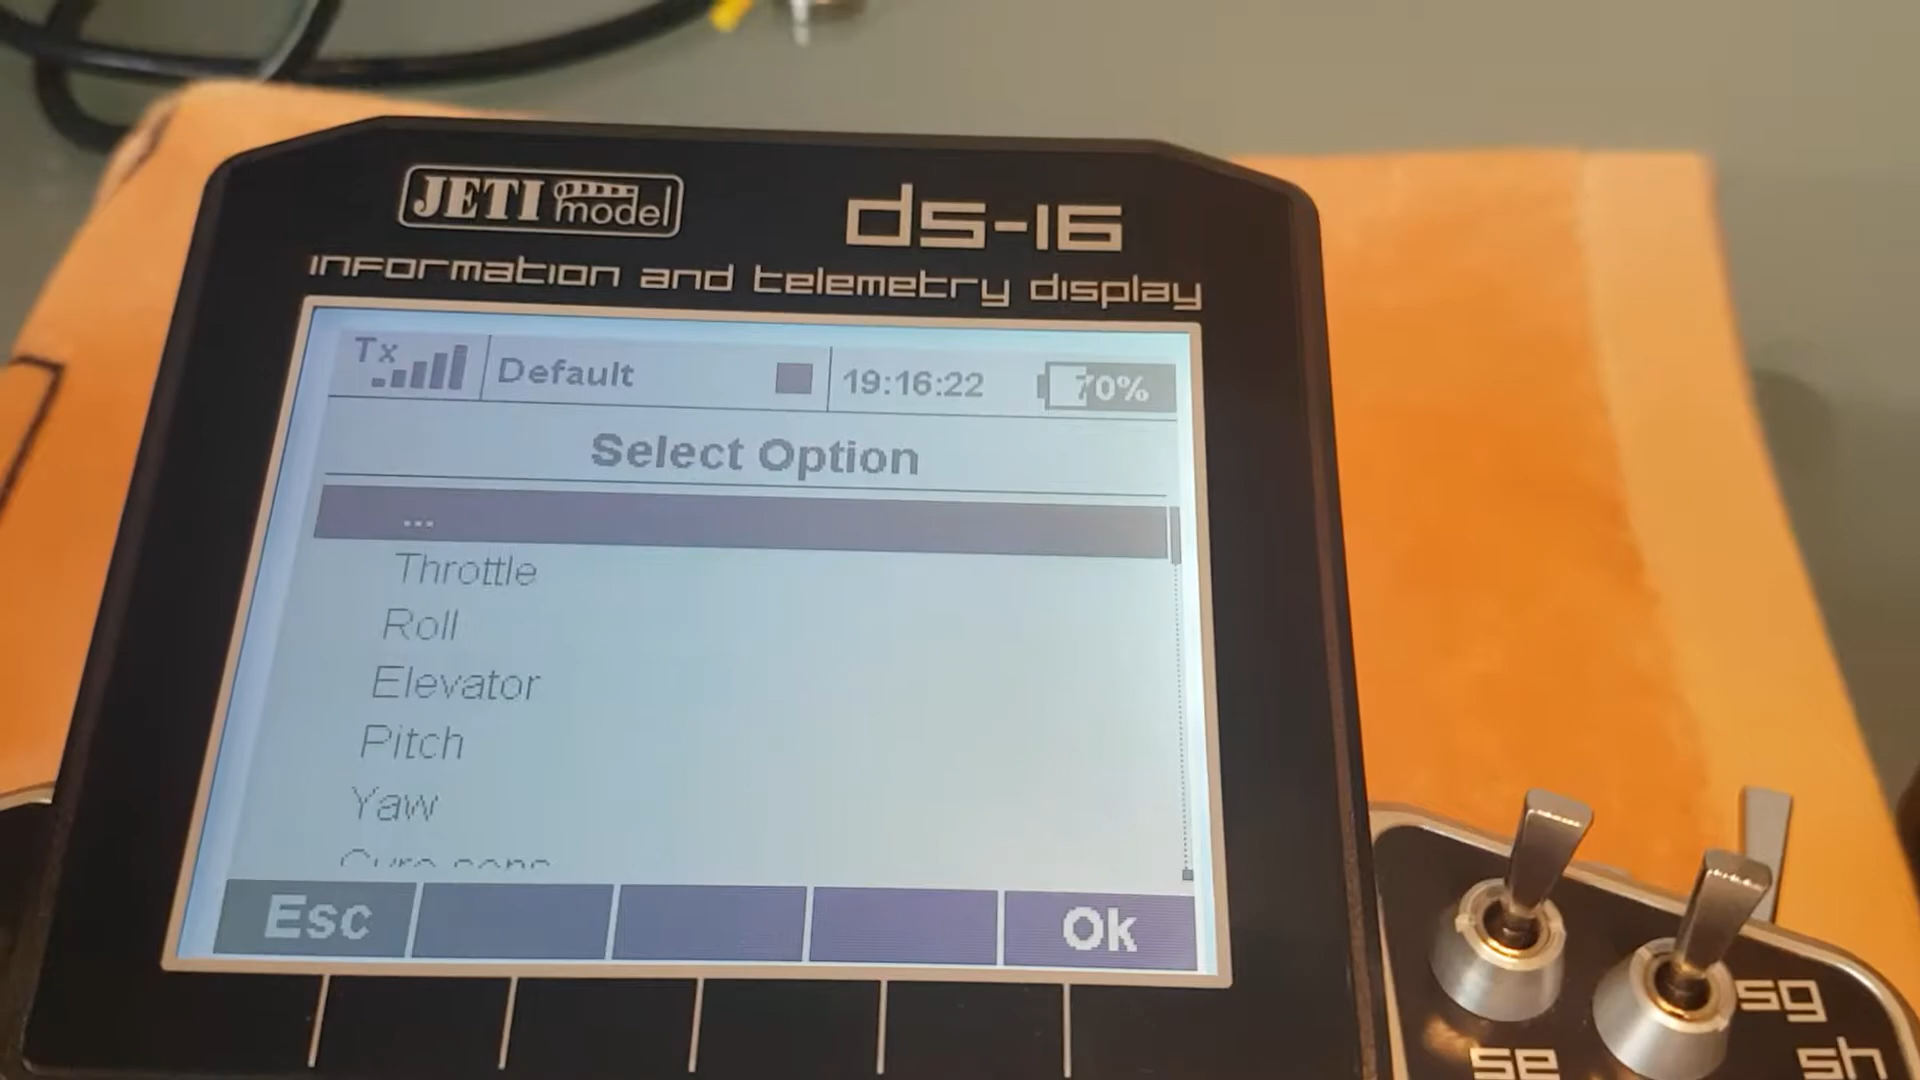 JETI model
ds-16
information and telemetry display
Tx
Default
19:16:22
70%
Select Option
...
Throttle
Roll
Elevator
Pitch
Yaw
Esc
Ok
sg
se
sh